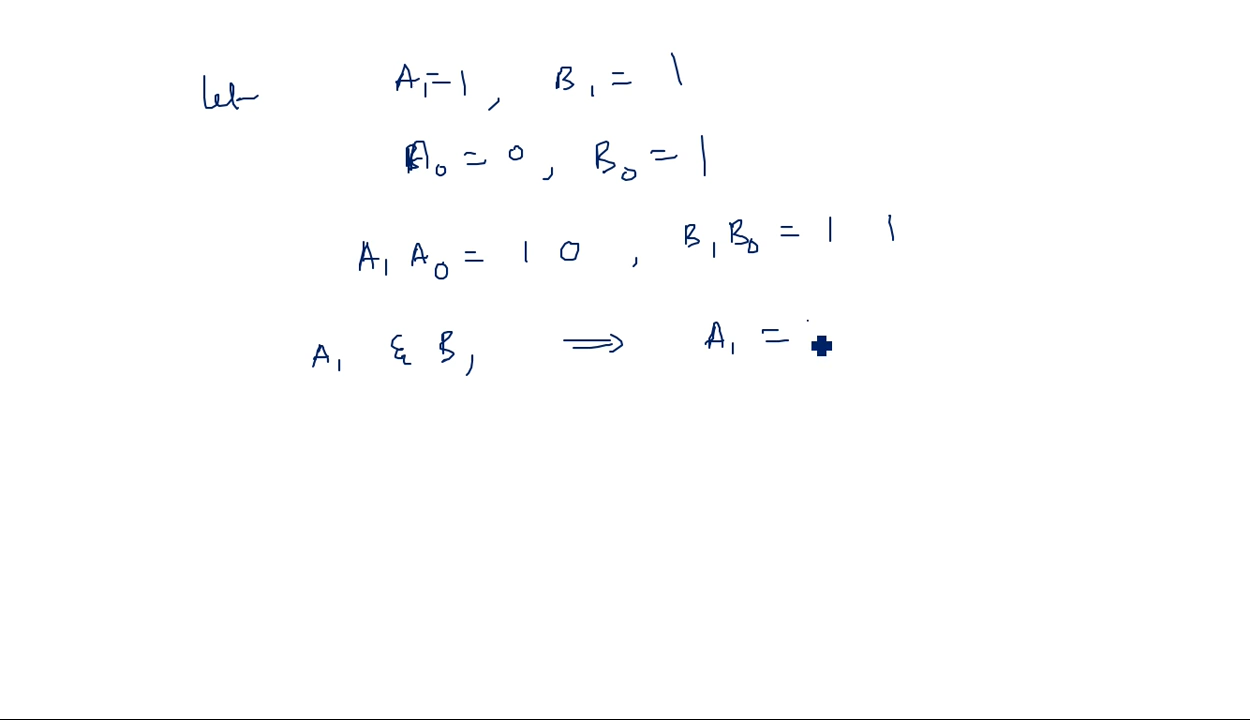 let A₁ = 1 , B₁ = 1
A₀ = 0 , B₀ = 1
A₁ A₀ = 1 0 , B₁ B₀ = 1 1
A₁ & B₁ ⟹ A₁ =